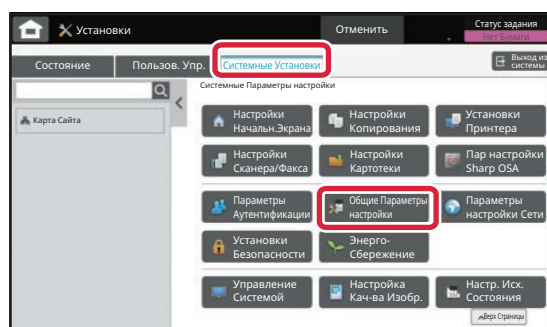 Установки
Отменить
Статус задания
Нет Бумаги
Состояние
Пользов. Упр.
Системные Установки
Выход из
системы
Системные Параметры настройки
Карта Сайта
Настройки
Начальн.Экрана
Настройки
Копирования
Установки
Принтера
Настройки
Сканера/Факса
Настройки
Картотеки
Пар настройки
Sharp OSA
Параметры
Аутентификации
Общие Параметры
настройки
Параметры
настройки Сети
Установки
Безопасности
Энерго-
Сбережение
Управление
Системой
Настройка
Кач-ва Изобр.
Настр. Исх.
Состояния
Верх Страницы